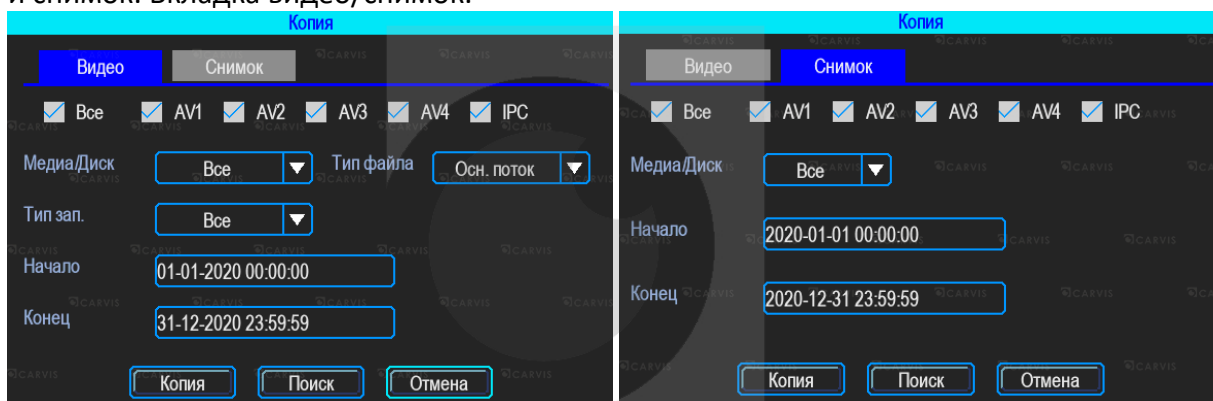 и снимок. Вкладка видео/снимок.
Копия
Видео Снимок
Все AV1 AV2 AV3 AV4 IPC
Медиа/Диск Все Тип файла Осн. поток
Тип зап. Все
Начало 01-01-2020 00:00:00
Конец 31-12-2020 23:59:59
Копия Поиск Отмена
Копия
Видео Снимок
Все AV1 AV2 AV3 AV4 IPC
Медиа/Диск Все
Начало 2020-01-01 00:00:00
Конец 2020-12-31 23:59:59
Копия Поиск Отмена
CARVIS